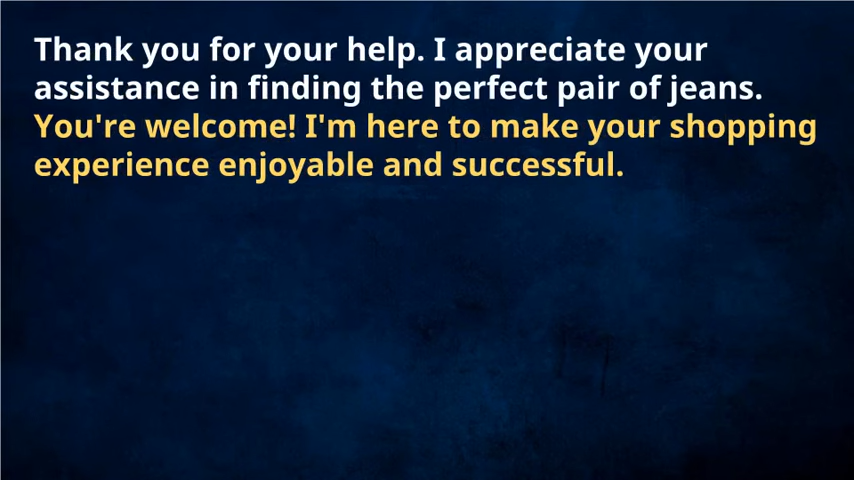 Thank you for your help. I appreciate your
assistance in finding the perfect pair of jeans.
You're welcome! I'm here to make your shopping
experience enjoyable and successful.